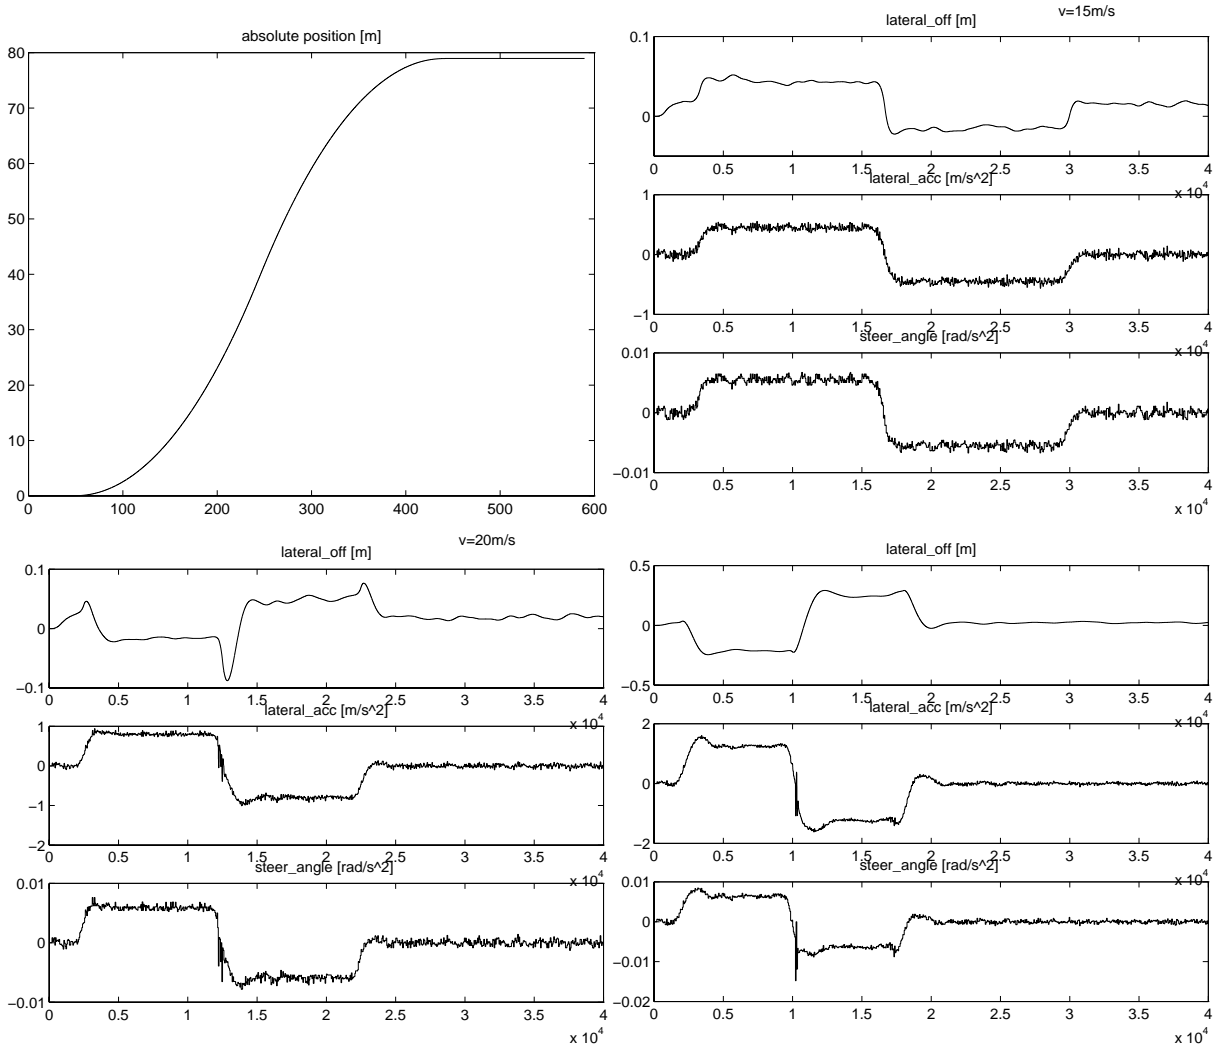 absolute position [m]
80
70
60
50
40
30
20
10
0
0 100 200 300 400 500 600
v=15m/s
lateral_off [m]
0.1
0
0 0.5 1 1.5 2 2.5 3 3.5 4
x 10^4
lateral_acc [m/s^2]
1
0
−1
0 0.5 1 1.5 2 2.5 3 3.5 4
x 10^4
steer_angle [rad/s^2]
0.01
0
−0.01
0 0.5 1 1.5 2 2.5 3 3.5 4
x 10^4
v=20m/s
lateral_off [m]
0.1
0
−0.1
0 0.5 1 1.5 2 2.5 3 3.5 4
x 10^4
lateral_acc [m/s^2]
1
0
−1
−2
0 0.5 1 1.5 2 2.5 3 3.5 4
x 10^4
steer_angle [rad/s^2]
0.01
0
−0.01
0 0.5 1 1.5 2 2.5 3 3.5 4
x 10^4
lateral_off [m]
0.5
0
−0.5
0 0.5 1 1.5 2 2.5 3 3.5 4
x 10^4
lateral_acc [m/s^2]
2
0
−2
0 0.5 1 1.5 2 2.5 3 3.5 4
x 10^4
steer_angle [rad/s^2]
0.01
0
−0.01
−0.02
0 0.5 1 1.5 2 2.5 3 3.5 4
x 10^4